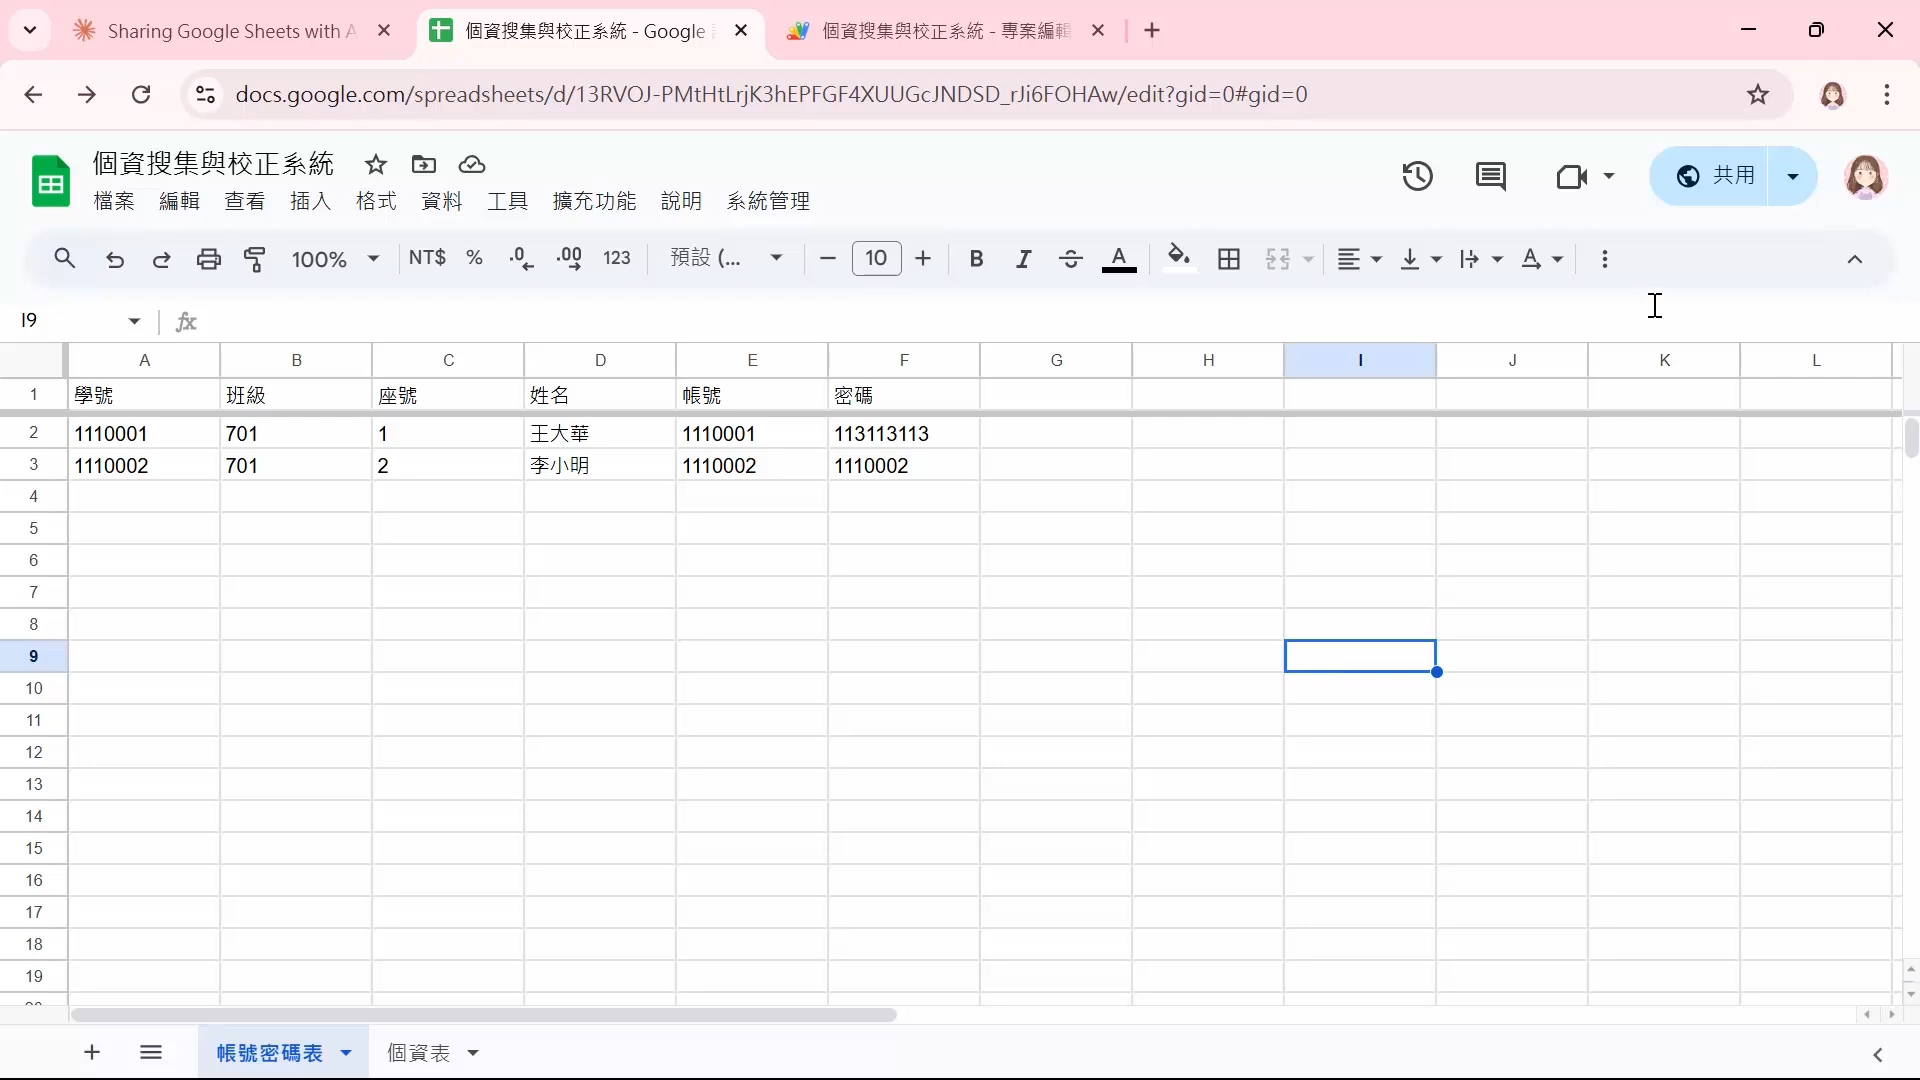 Sharing Google Sheets with A
個資搜集與校正系統 - Google
個資搜集與校正系統 - 專案編輯
docs.google.com/spreadsheets/d/13RVOJ-PMtHtLrjK3hEPFGF4XUUGcJNDSD_rJi6FOHAw/edit?gid=0#gid=0
個資搜集與校正系統
檔案 編輯 查看 插入 格式 資料 工具 擴充功能 說明 系統管理
共用
100% NT$ % .0 .00 123 預設 (... 10 B I S A A
I9 fx
A B C D E F G H I J K L
1 學號 班級 座號 姓名 帳號 密碼
2 1110001 701 1 王大華 1110001 113113113
3 1110002 701 2 李小明 1110002 1110002
4
5
6
7
8
9
10
11
12
13
14
15
16
17
18
19
帳號密碼表 個資表